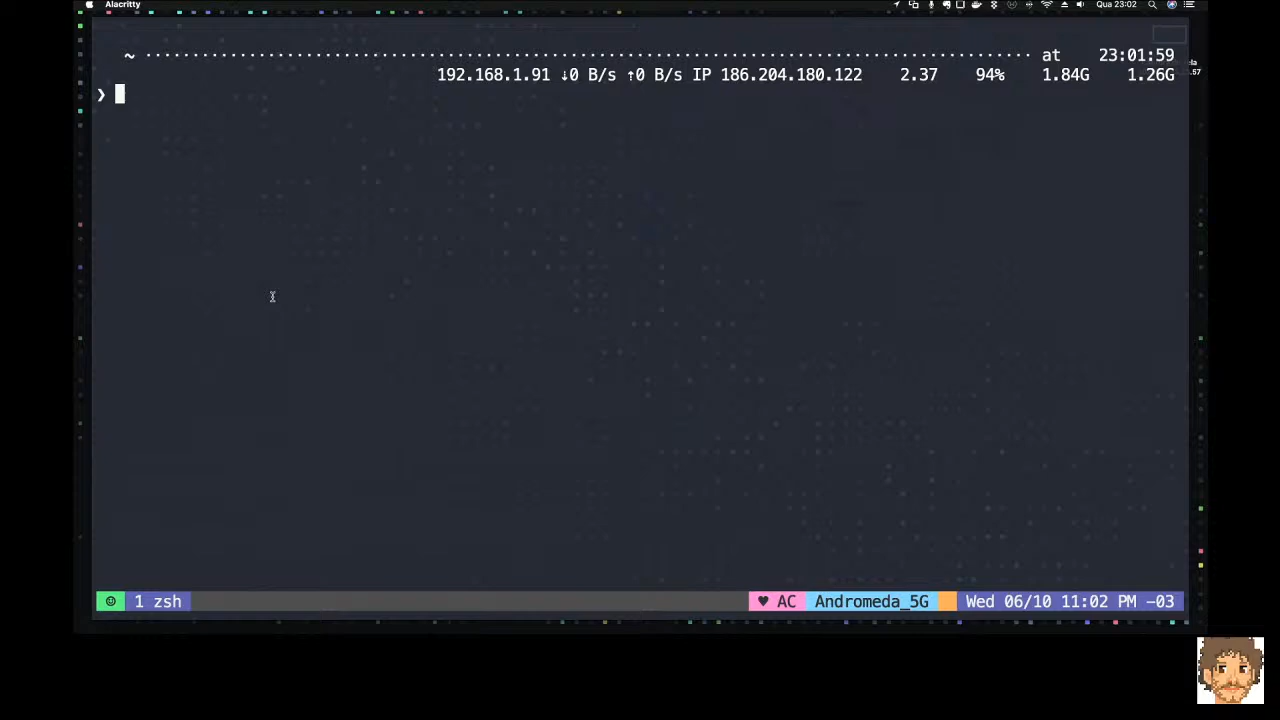 Alacritty
Qua 23:02
~ at 23:01:59
192.168.1.91 ↓0 B/s ↑0 B/s IP 186.204.180.122 2.37 94% 1.84G 1.26G
❯
1 zsh
♥ AC Andromeda_5G Wed 06/10 11:02 PM -03